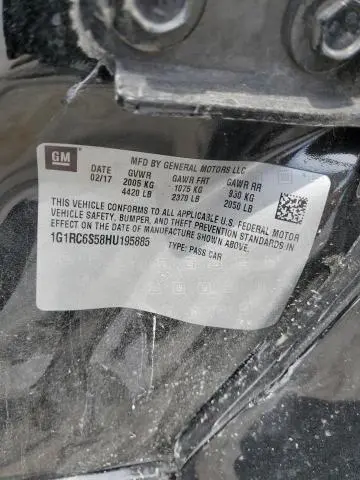 GM
MFD BY GENERAL MOTORS LLC
DATE GVWR GAWR FRT GAWR RR
02/17 2005 KG 1075 KG 930 KG
4420 LB 2370 LB 2050 LB
THIS VEHICLE CONFORMS TO ALL APPLICABLE U.S. FEDERAL MOTOR
VEHICLE SAFETY, BUMPER, AND THEFT PREVENTION STANDARDS IN
EFFECT ON THE DATE OF MANUFACTURE SHOWN ABOVE.
1G1RC6S58HU195885
TYPE: PASS CAR